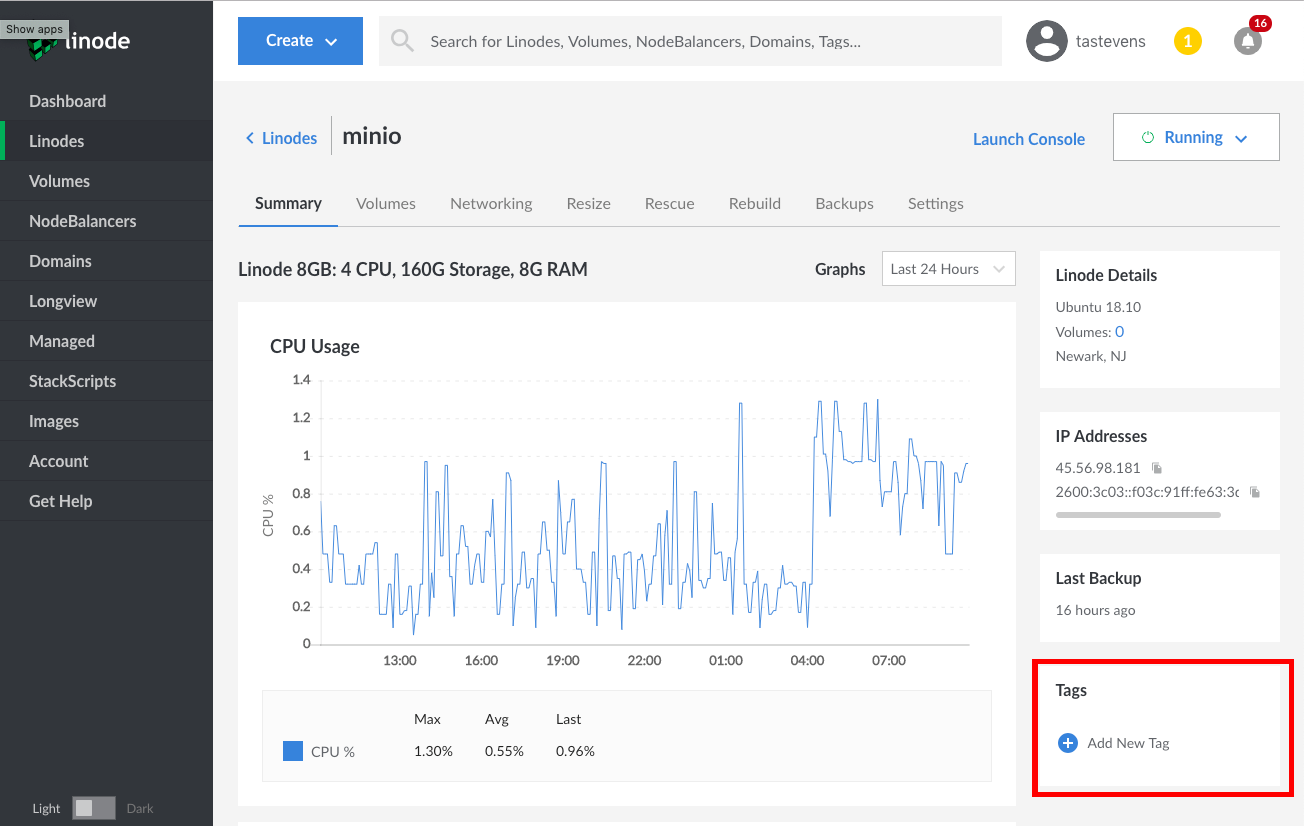 Show apps
linode
Create
Search for Linodes, Volumes, NodeBalancers, Domains, Tags...
tastevens
1
16
Dashboard
Linodes
Volumes
NodeBalancers
Domains
Longview
Managed
StackScripts
Images
Account
Get Help
Light
Dark
Linodes
minio
Launch Console
Running
Summary Volumes Networking Resize Rescue Rebuild Backups Settings
Linode 8GB: 4 CPU, 160G Storage, 8G RAM
Graphs
Last 24 Hours
CPU Usage
CPU %
1.4
1.2
1
0.8
0.6
0.4
0.2
0
13:00 16:00 19:00 22:00 01:00 04:00 07:00
Max Avg Last
CPU % 1.30% 0.55% 0.96%
Linode Details
Ubuntu 18.10
Volumes: 0
Newark, NJ
IP Addresses
45.56.98.181
2600:3c03::f03c:91ff:fe63:3c
Last Backup
16 hours ago
Tags
Add New Tag